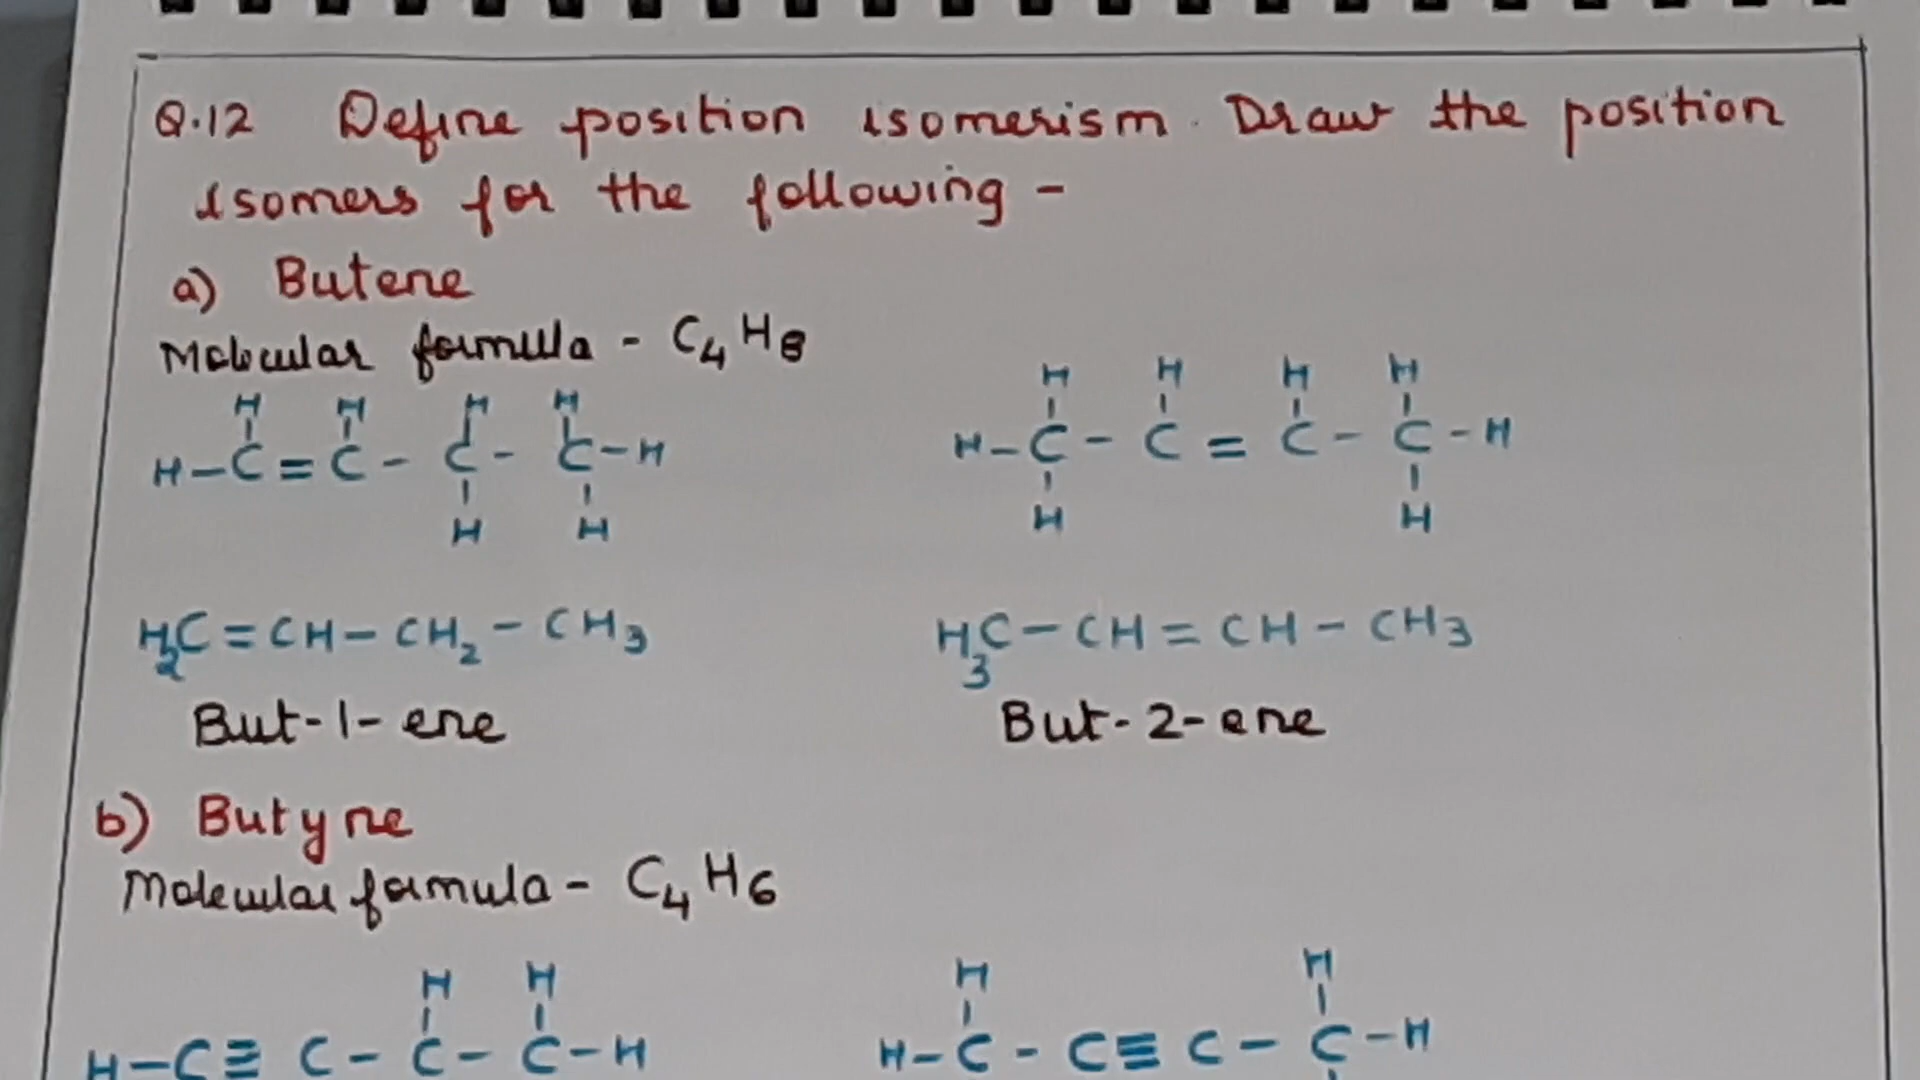 Q.12 Define position isomerism. Draw the position
isomers for the following -
a) Butene
Molecular formula - C₄H₈
H H H H
H-C=C-C-C-H
H H
H H H H
H-C-C=C-C-H
H H
H₂C=CH-CH₂-CH₃
H₃C-CH=CH-CH₃
But-1-ene
But-2-ene
b) Butyne
Molecular formula - C₄H₆
H H
H-C≡C-C-C-H
H H
H-C-C≡C-C-H